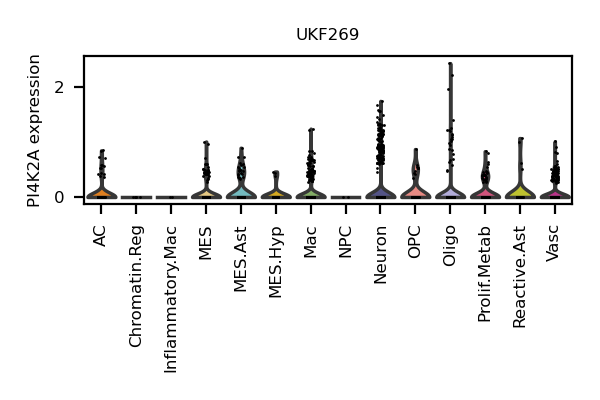 UKF269
PI4K2A expression
2
0
AC
Chromatin.Reg
Inflammatory.Mac
MES
MES.Ast
MES.Hyp
Mac
NPC
Neuron
OPC
Oligo
Prolif.Metab
Reactive.Ast
Vasc